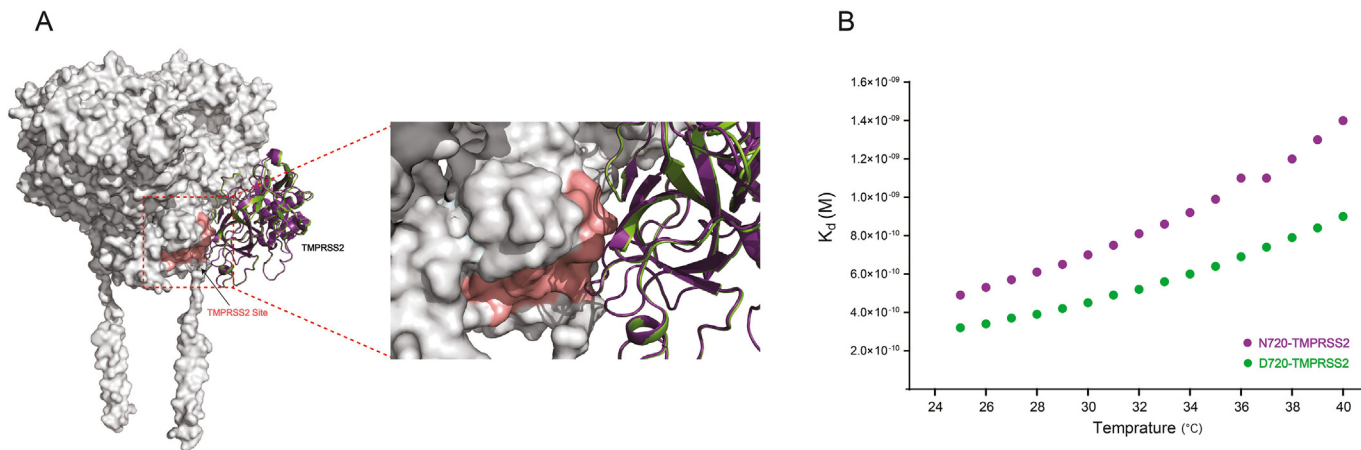 A
TMPRSS2
TMPRSS2 Site
B
1.6×10⁻⁰⁹
1.4×10⁻⁰⁹
1.2×10⁻⁰⁹
1.0×10⁻⁰⁹
8.0×10⁻¹⁰
6.0×10⁻¹⁰
4.0×10⁻¹⁰
2.0×10⁻¹⁰
K_d (M)
N720-TMPRSS2
D720-TMPRSS2
24 26 28 30 32 34 36 38 40
Temprature (°C)